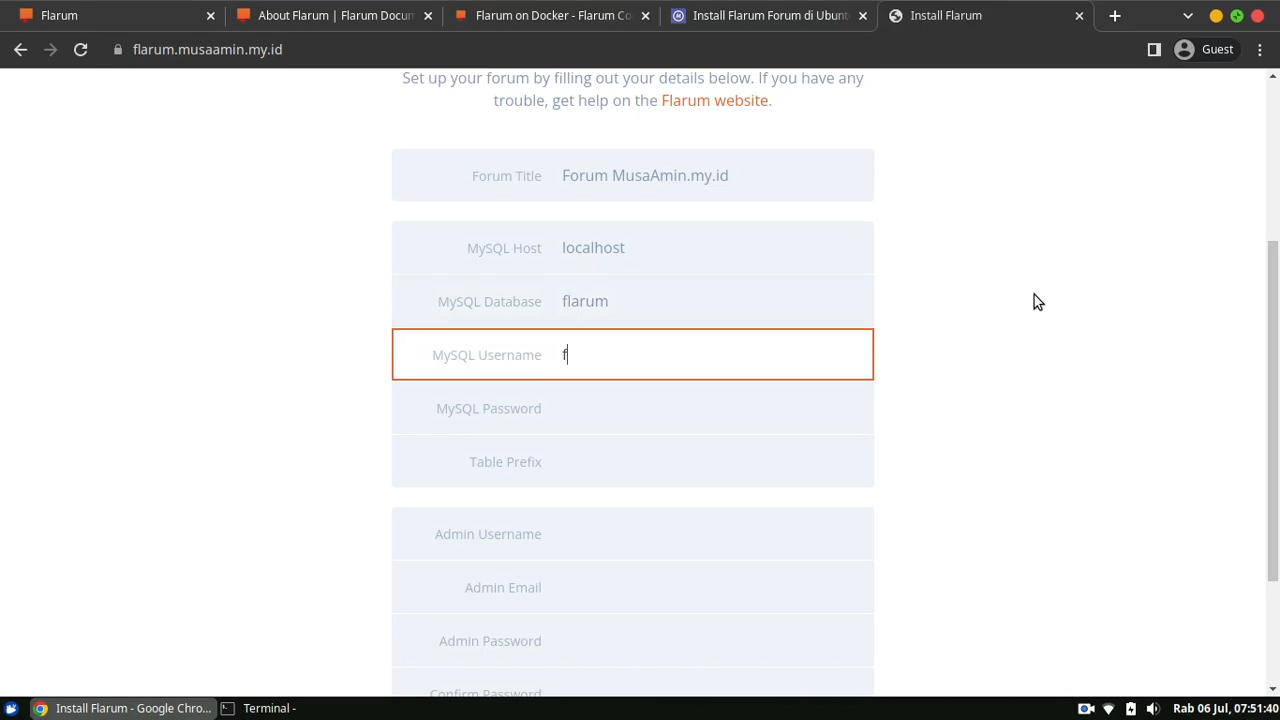 Flarum
About Flarum | Flarum Docum
Flarum on Docker - Flarum Co
Install Flarum Forum di Ubunt
Install Flarum
flarum.musaamin.my.id
Guest
Set up your forum by filling out your details below. If you have any
trouble, get help on the Flarum website.
Forum Title Forum MusaAmin.my.id
MySQL Host localhost
MySQL Database flarum
MySQL Username f
MySQL Password
Table Prefix
Admin Username
Admin Email
Admin Password
Confirm Password
Install Flarum - Google Chro...
Terminal -
Rab 06 Jul, 07:51:40